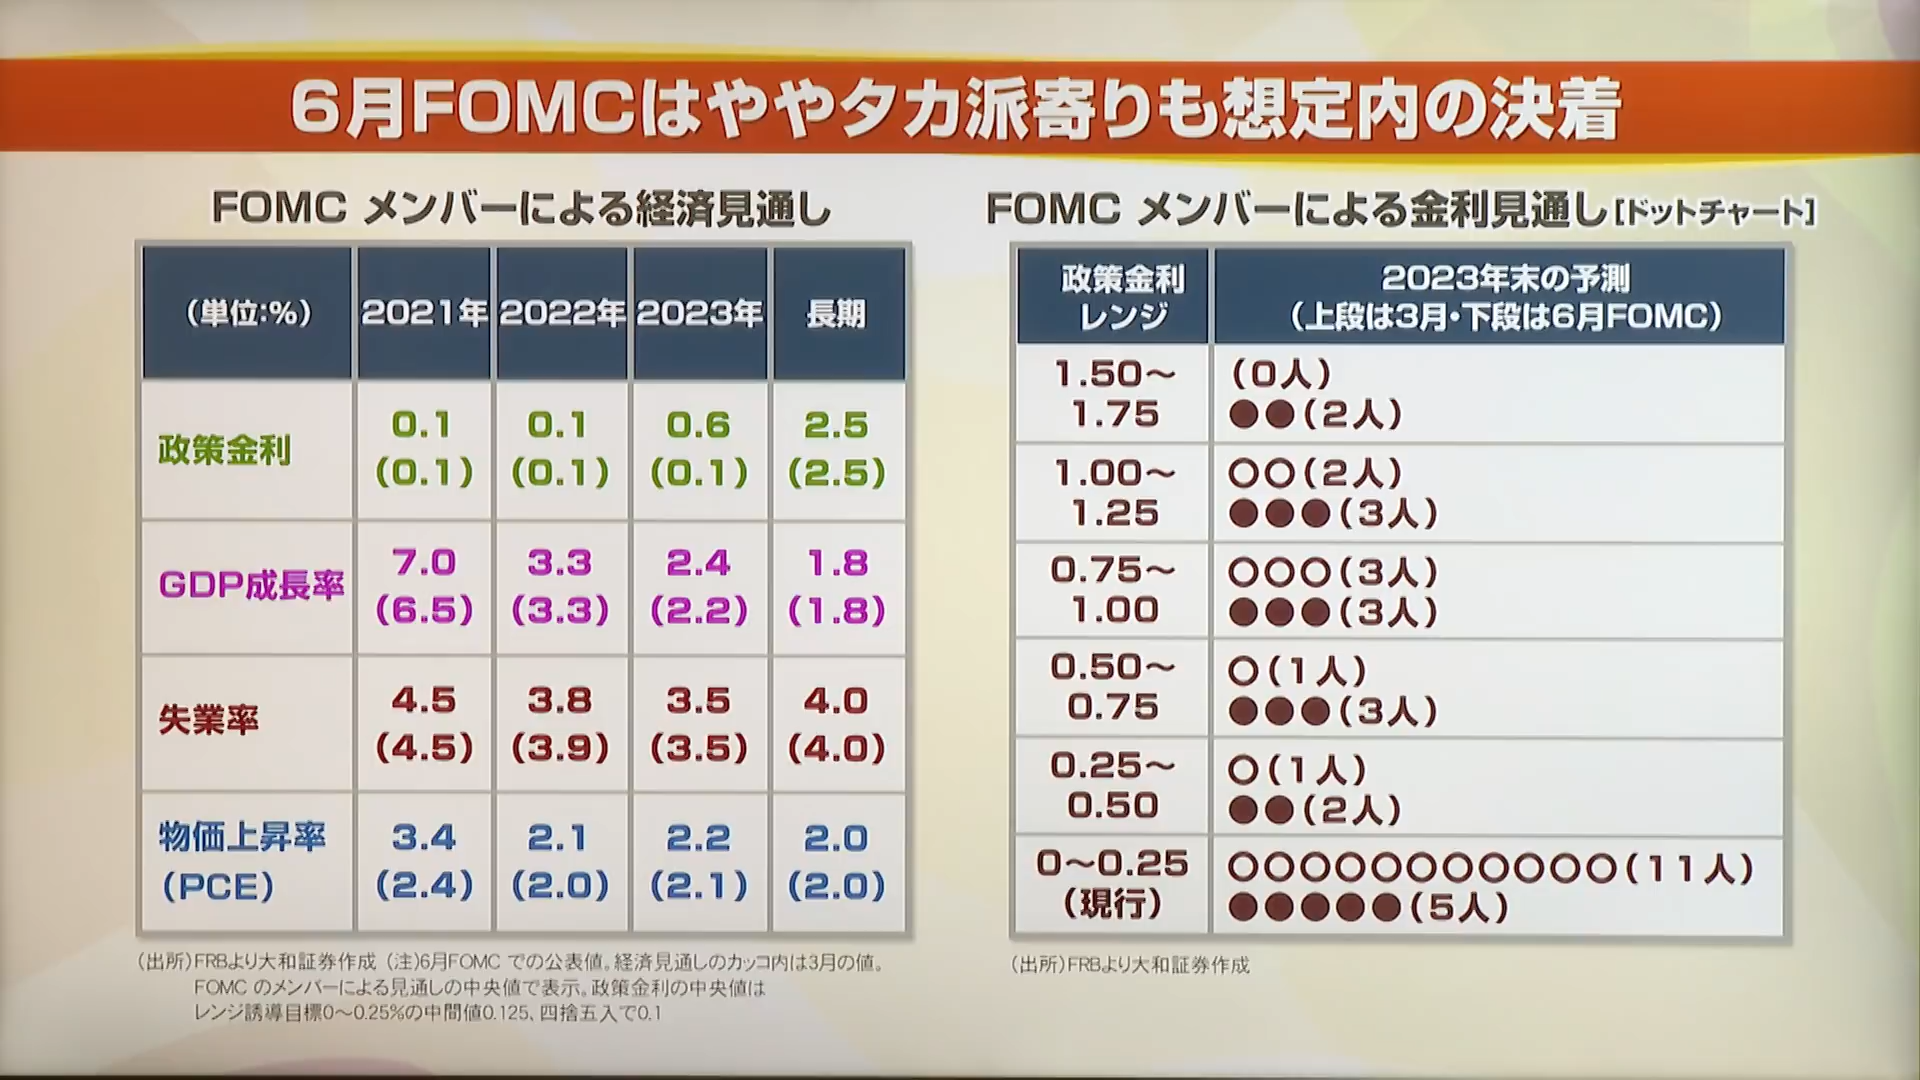 6月FOMCはややタカ派寄りも想定内の決着
FOMC メンバーによる経済見通し
(単位:%) 2021年 2022年 2023年 長期
政策金利 0.1 0.1 0.6 2.5
(0.1) (0.1) (0.1) (2.5)
GDP成長率 7.0 3.3 2.4 1.8
(6.5) (3.3) (2.2) (1.8)
失業率 4.5 3.8 3.5 4.0
(4.5) (3.9) (3.5) (4.0)
物価上昇率 3.4 2.1 2.2 2.0
(PCE) (2.4) (2.0) (2.1) (2.0)
(出所)FRBより大和証券作成 (注)6月FOMC での公表値。経済見通しのカッコ内は3月の値。
FOMC のメンバーによる見通しの中央値で表示。政策金利の中央値は
レンジ誘導目標0〜0.25%の中間値0.125、四捨五入で0.1
FOMC メンバーによる金利見通し[ドットチャート]
政策金利
レンジ
2023年末の予測
(上段は3月・下段は6月FOMC)
1.50〜 (0人)
1.75 ●●(2人)
1.00〜 ○○(2人)
1.25 ●●●(3人)
0.75〜 ○○○(3人)
1.00 ●●●(3人)
0.50〜 ○(1人)
0.75 ●●●(3人)
0.25〜 ○(1人)
0.50 ●●(2人)
0〜0.25 ○○○○○○○○○○○(11人)
(現行) ●●●●●(5人)
(出所)FRBより大和証券作成